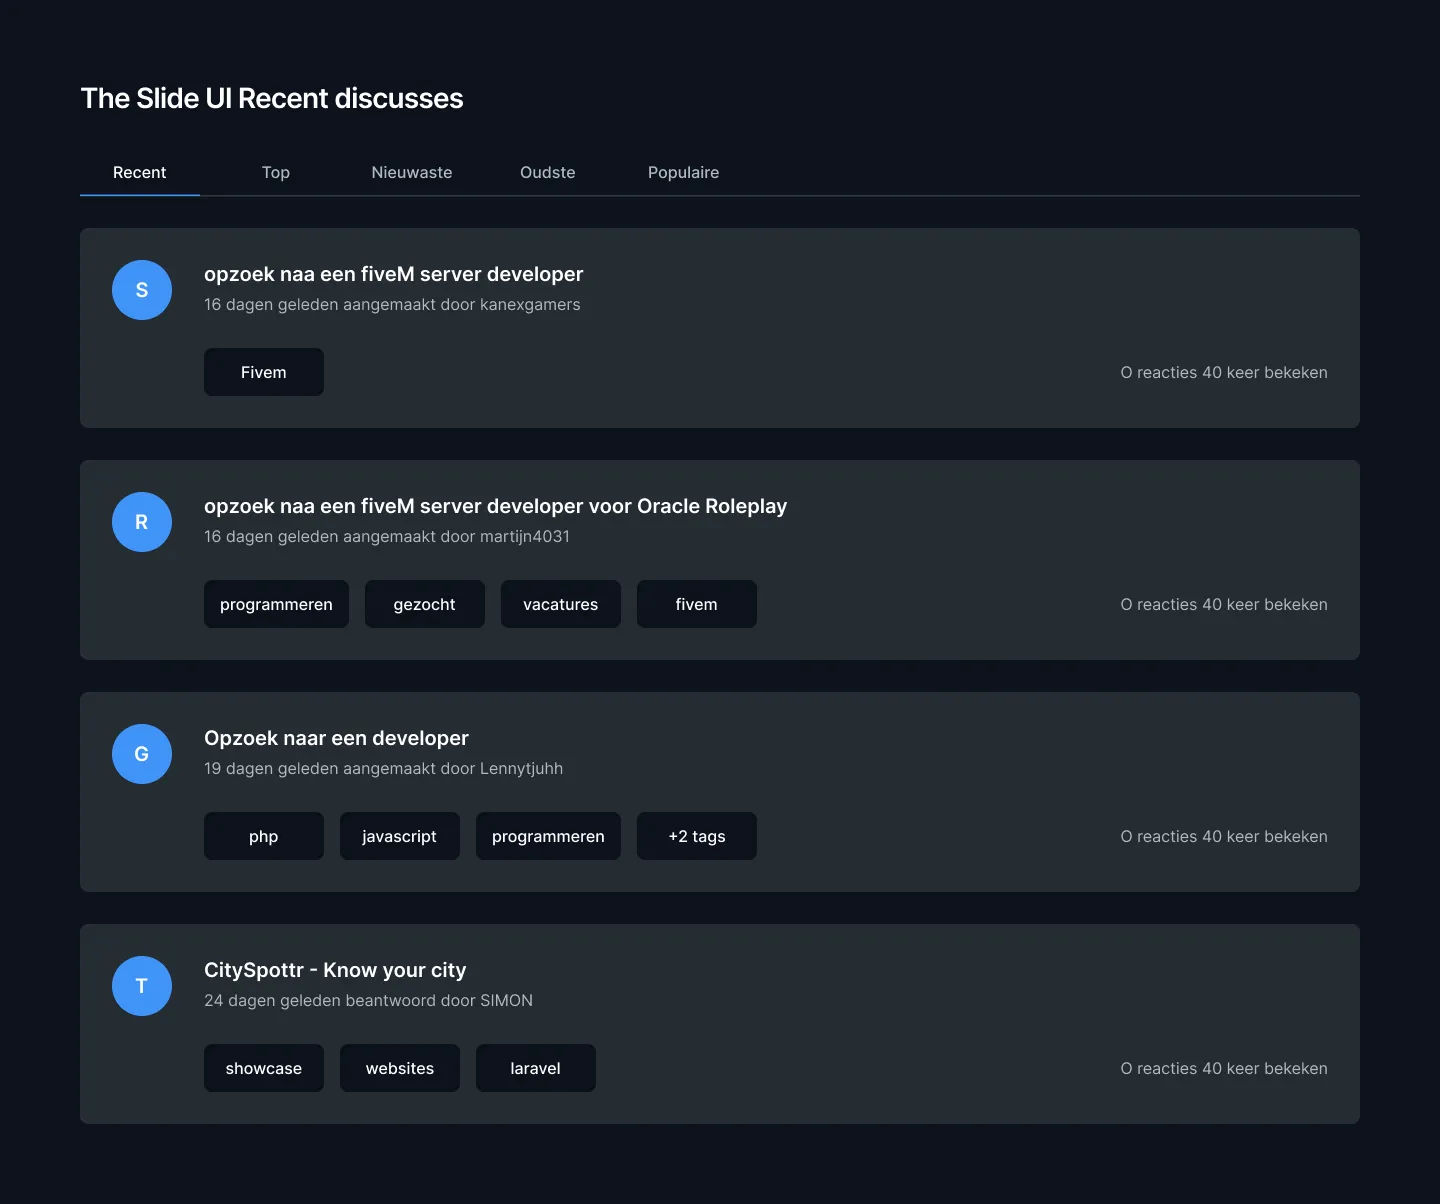 The Slide UI Recent discusses
Recent Top Nieuwaste Oudste Populaire
S
opzoek naa een fiveM server developer
16 dagen geleden aangemaakt door kanexgamers
Fivem
O reacties 40 keer bekeken
R
opzoek naa een fiveM server developer voor Oracle Roleplay
16 dagen geleden aangemaakt door martijn4031
programmeren gezocht vacatures fivem
O reacties 40 keer bekeken
G
Opzoek naar een developer
19 dagen geleden aangemaakt door Lennytjuhh
php javascript programmeren +2 tags
O reacties 40 keer bekeken
T
CitySpottr - Know your city
24 dagen geleden beantwoord door SIMON
showcase websites laravel
O reacties 40 keer bekeken